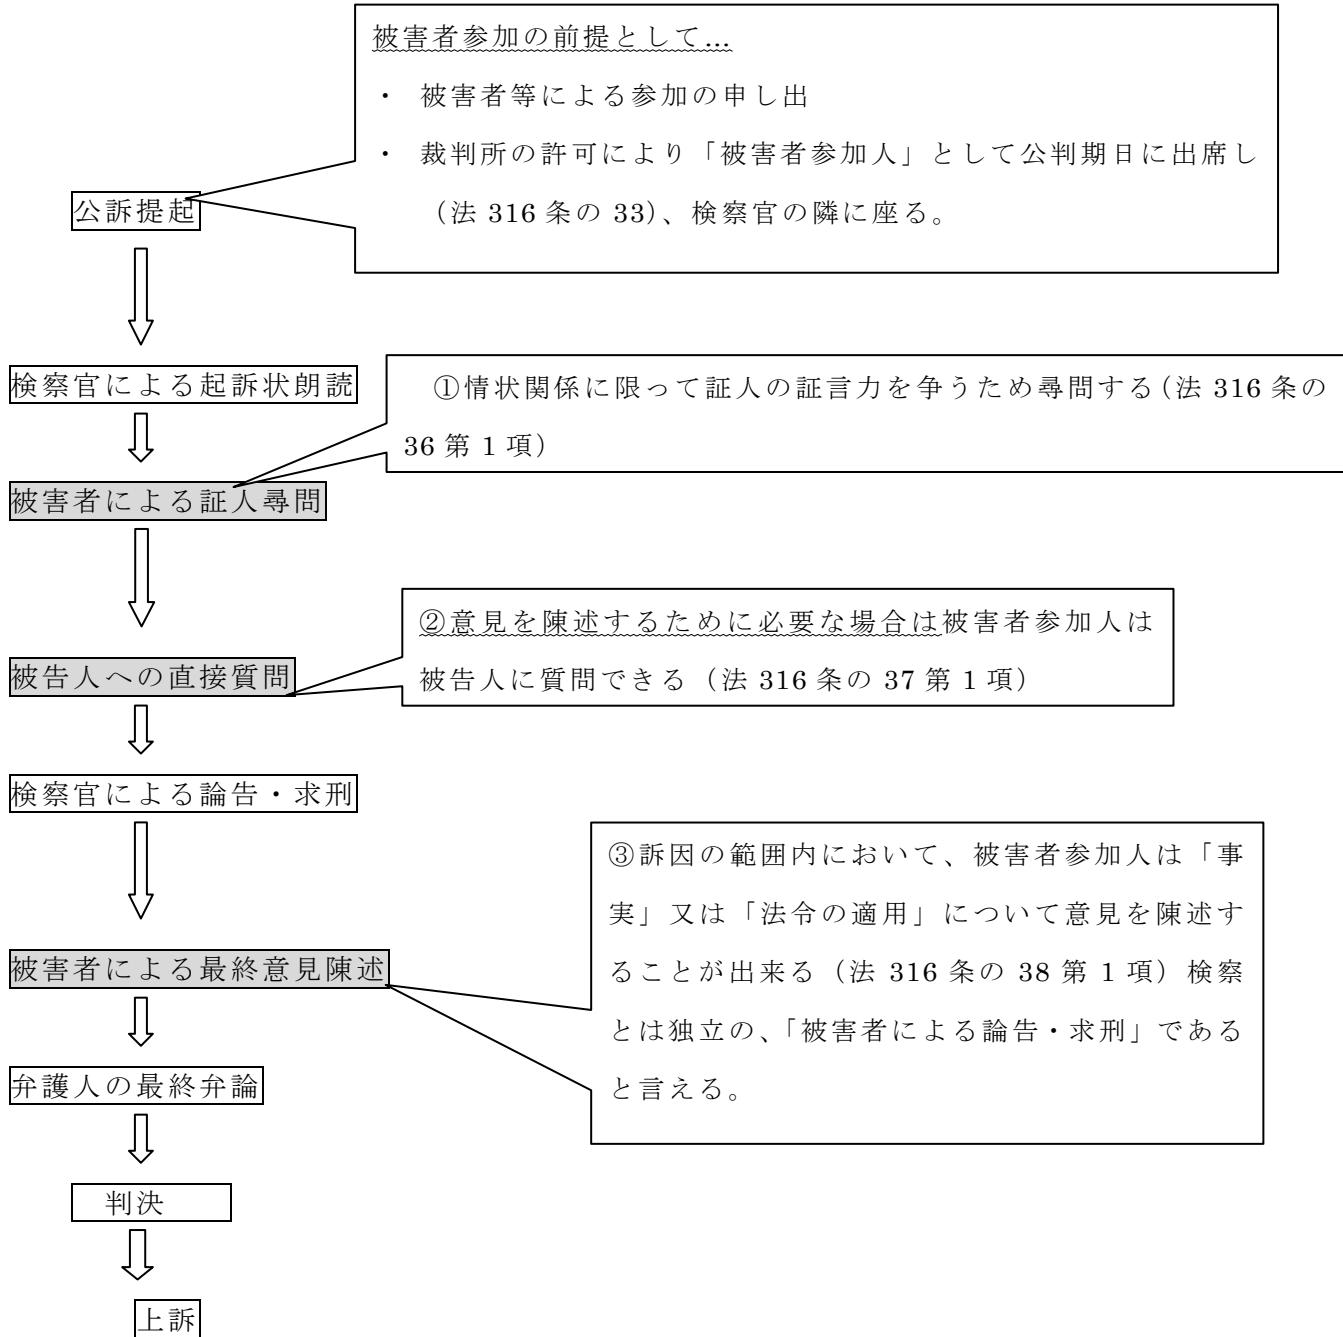 被害者参加の前提として…
・ 被害者等による参加の申し出
・ 裁判所の許可により「被害者参加人」として公判期日に出席し
（法 316 条の 33）、検察官の隣に座る。
公訴提起
検察官による起訴状朗読
①情状関係に限って証人の証言力を争うため尋問する（法 316 条の
36 第 1 項）
被害者による証人尋問
②意見を陳述するために必要な場合は被害者参加人は
被告人に質問できる（法 316 条の 37 第 1 項）
被告人への直接質問
検察官による論告・求刑
③訴因の範囲内において、被害者参加人は「事
実」又は「法令の適用」について意見を陳述す
ることが出来る（法 316 条の 38 第 1 項）検察
とは独立の、「被害者による論告・求刑」である
と言える。
被害者による最終意見陳述
弁護人の最終弁論
判決
上訴